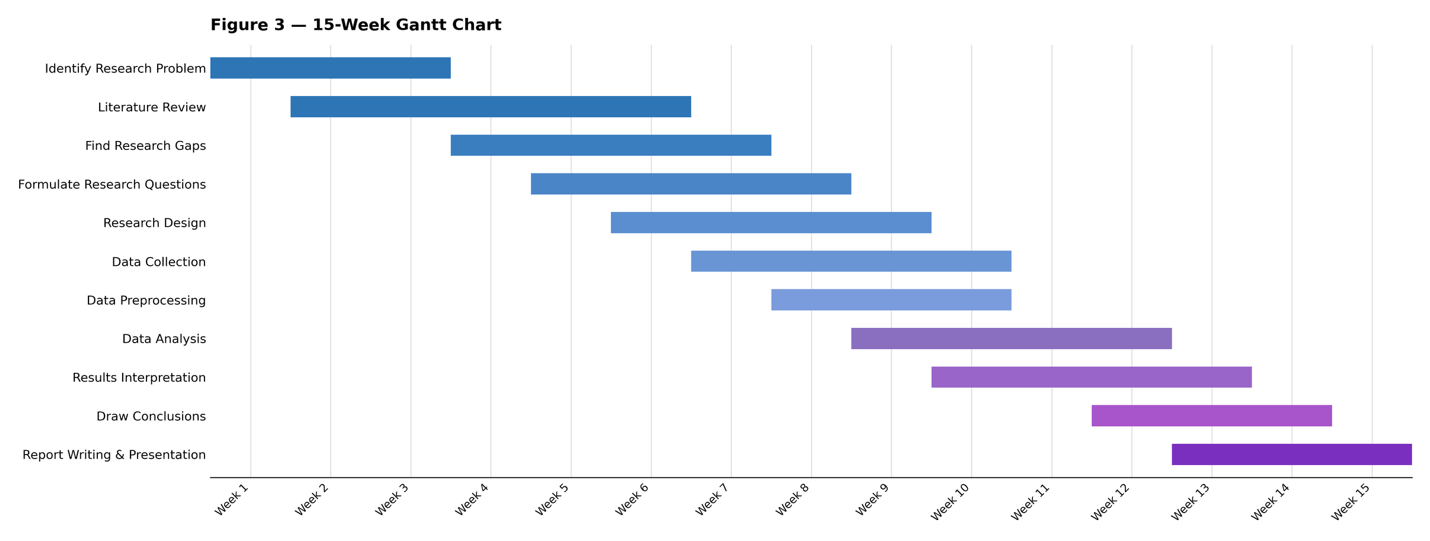 Figure 3 — 15-Week Gantt Chart
Identify Research Problem
Literature Review
Find Research Gaps
Formulate Research Questions
Research Design
Data Collection
Data Preprocessing
Data Analysis
Results Interpretation
Draw Conclusions
Report Writing & Presentation
Week 1
Week 2
Week 3
Week 4
Week 5
Week 6
Week 7
Week 8
Week 9
Week 10
Week 11
Week 12
Week 13
Week 14
Week 15